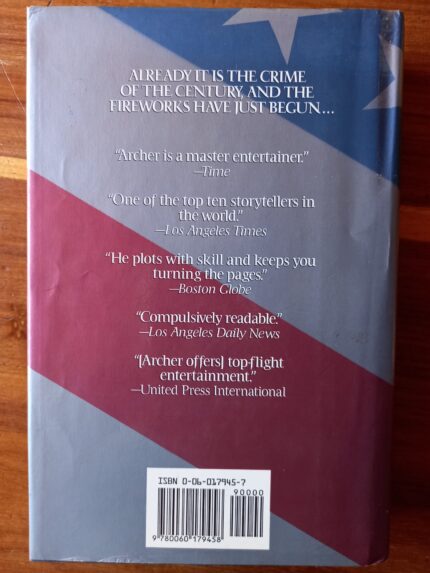 ALREADY IT IS THE CRIME
OF THE CENTURY, AND THE
FIREWORKS HAVE JUST BEGUN...
“Archer is a master entertainer.”
—Time
“One of the top ten storytellers in
the world.”
—Los Angeles Times
“He plots with skill and keeps you
turning the pages.”
—Boston Globe
“Compulsively readable.”
—Los Angeles Daily News
“[Archer offers] top-flight
entertainment.”
—United Press International
ISBN 0-06-017945-7
90000
9 780060 179458